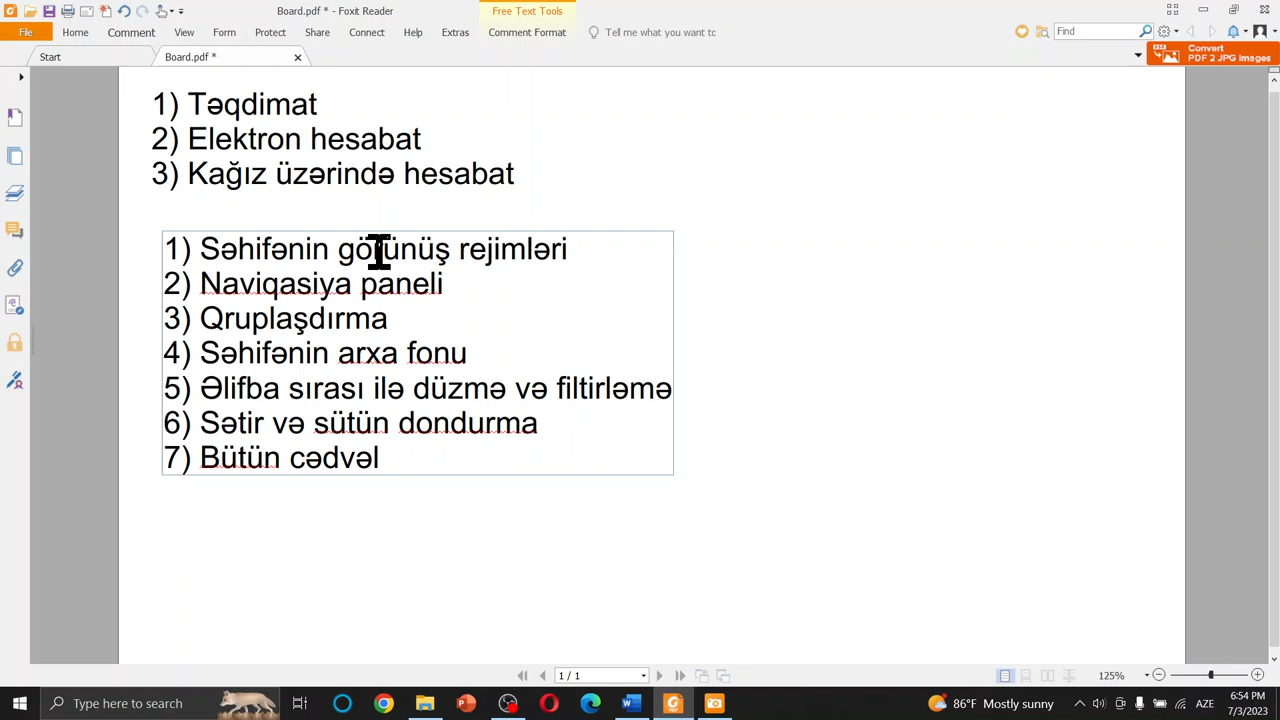 Board.pdf * - Foxit Reader
Free Text Tools
File
Home
Comment
View
Form
Protect
Share
Connect
Help
Extras
Comment Format
Tell me what you want to
Find
Start
Board.pdf *
Convert
PDF 2 JPG Images
1) Təqdimat
2) Elektron hesabat
3) Kağız üzərində hesabat
1) Səhifənin görünüş rejimləri
2) Naviqasiya paneli
3) Qruplaşdırma
4) Səhifənin arxa fonu
5) Əlifba sırası ilə düzmə və filtirləmə
6) Sətir və sütün dondurma
7) Bütün cədvəl
1 / 1
125%
Type here to search
86°F Mostly sunny
AZE
6:54 PM
7/3/2023